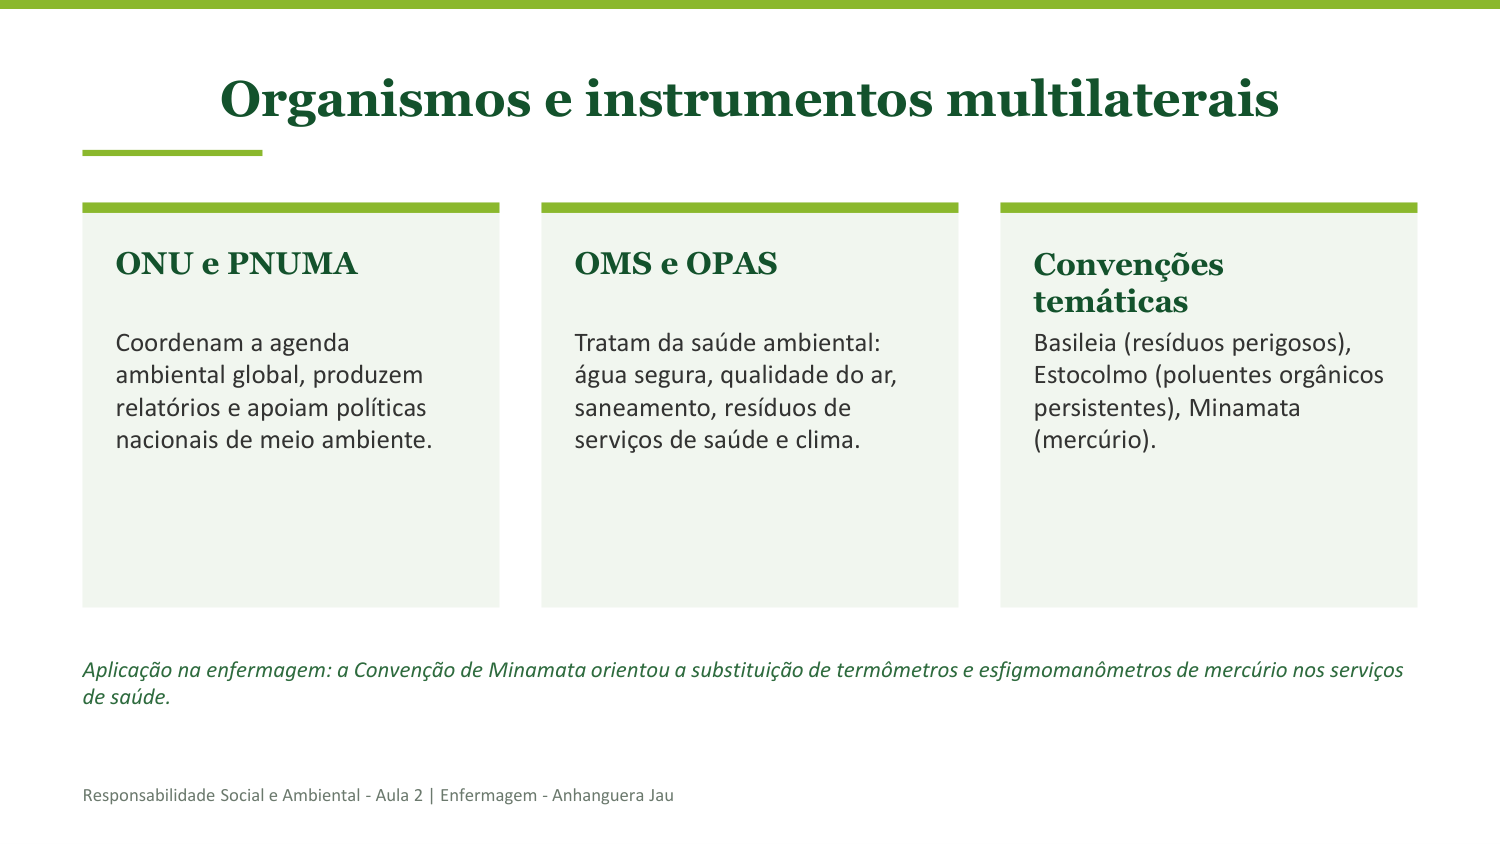 Organismos e instrumentos multilaterais
ONU e PNUMA
Coordenam a agenda
ambiental global, produzem
relatórios e apoiam políticas
nacionais de meio ambiente.
OMS e OPAS
Tratam da saúde ambiental:
água segura, qualidade do ar,
saneamento, resíduos de
serviços de saúde e clima.
Convenções
temáticas
Basileia (resíduos perigosos),
Estocolmo (poluentes orgânicos
persistentes), Minamata
(mercúrio).
Aplicação na enfermagem: a Convenção de Minamata orientou a substituição de termômetros e esfigmomanômetros de mercúrio nos serviços
de saúde.
Responsabilidade Social e Ambiental - Aula 2 | Enfermagem - Anhanguera Jau